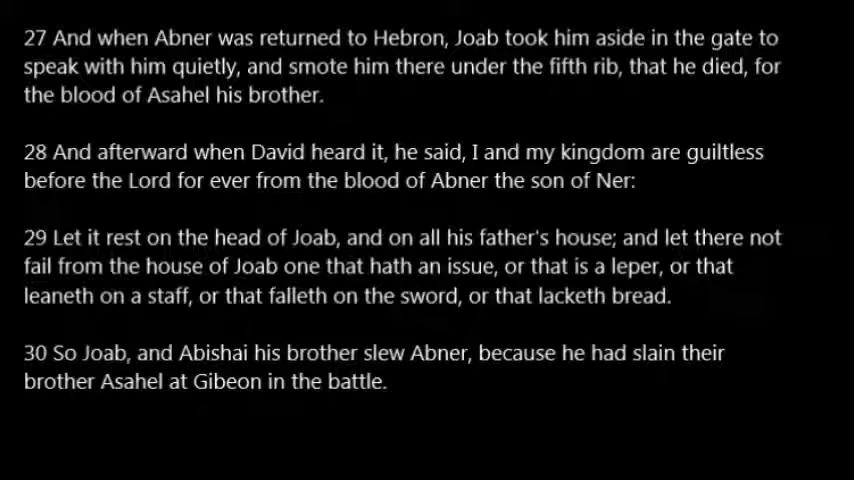 27 And when Abner was returned to Hebron, Joab took him aside in the gate to
speak with him quietly, and smote him there under the fifth rib, that he died, for
the blood of Asahel his brother.
28 And afterward when David heard it, he said, I and my kingdom are guiltless
before the Lord for ever from the blood of Abner the son of Ner:
29 Let it rest on the head of Joab, and on all his father's house; and let there not
fail from the house of Joab one that hath an issue, or that is a leper, or that
leaneth on a staff, or that falleth on the sword, or that lacketh bread.
30 So Joab, and Abishai his brother slew Abner, because he had slain their
brother Asahel at Gibeon in the battle.